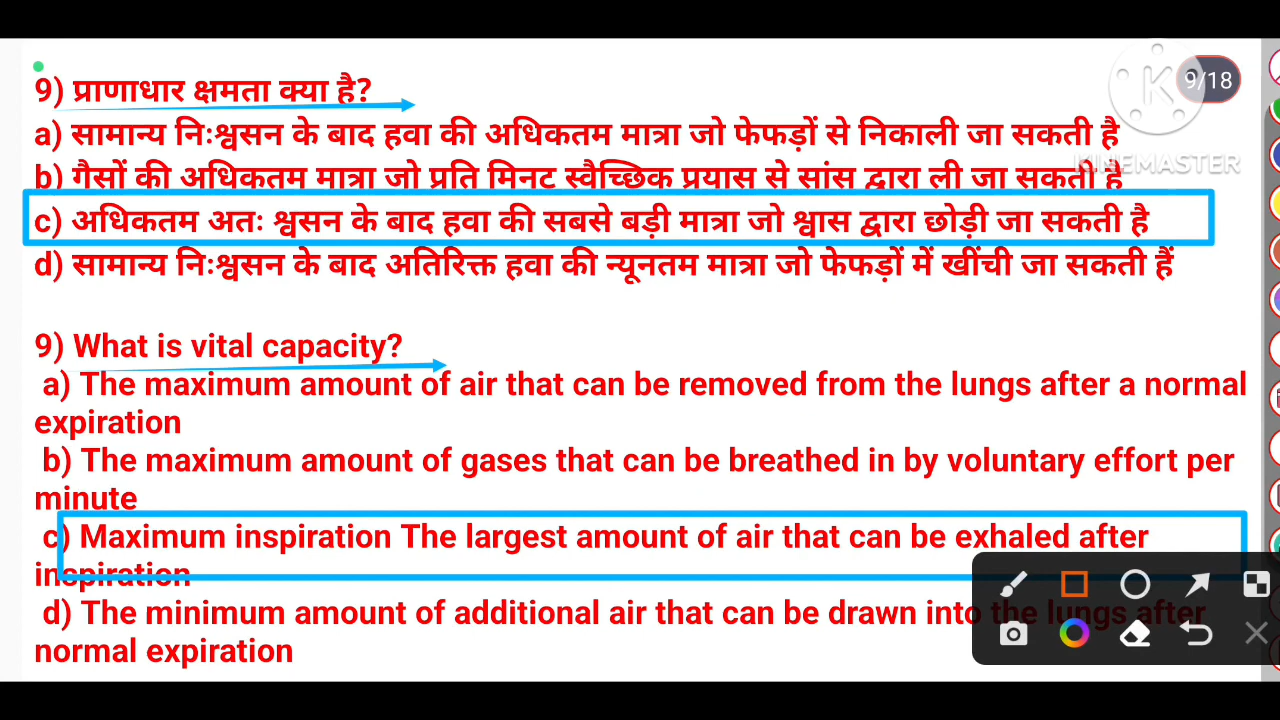 9) प्राणाधार क्षमता क्या है?
9/18
a) सामान्य निःश्वसन के बाद हवा की अधिकतम मात्रा जो फेफड़ों से निकाली जा सकती है
KINEMASTER
b) गैसों की अधिकतम मात्रा जो प्रति मिनट स्वैच्छिक प्रयास से सांस द्वारा ली जा सकती है
c) अधिकतम अतः श्वसन के बाद हवा की सबसे बड़ी मात्रा जो श्वास द्वारा छोड़ी जा सकती है
d) सामान्य निःश्वसन के बाद अतिरिक्त हवा की न्यूनतम मात्रा जो फेफड़ों में खींची जा सकती हैं
9) What is vital capacity?
a) The maximum amount of air that can be removed from the lungs after a normal
expiration
b) The maximum amount of gases that can be breathed in by voluntary effort per
minute
c) Maximum inspiration The largest amount of air that can be exhaled after
inspiration
d) The minimum amount of additional air that can be drawn into the lungs after
normal expiration